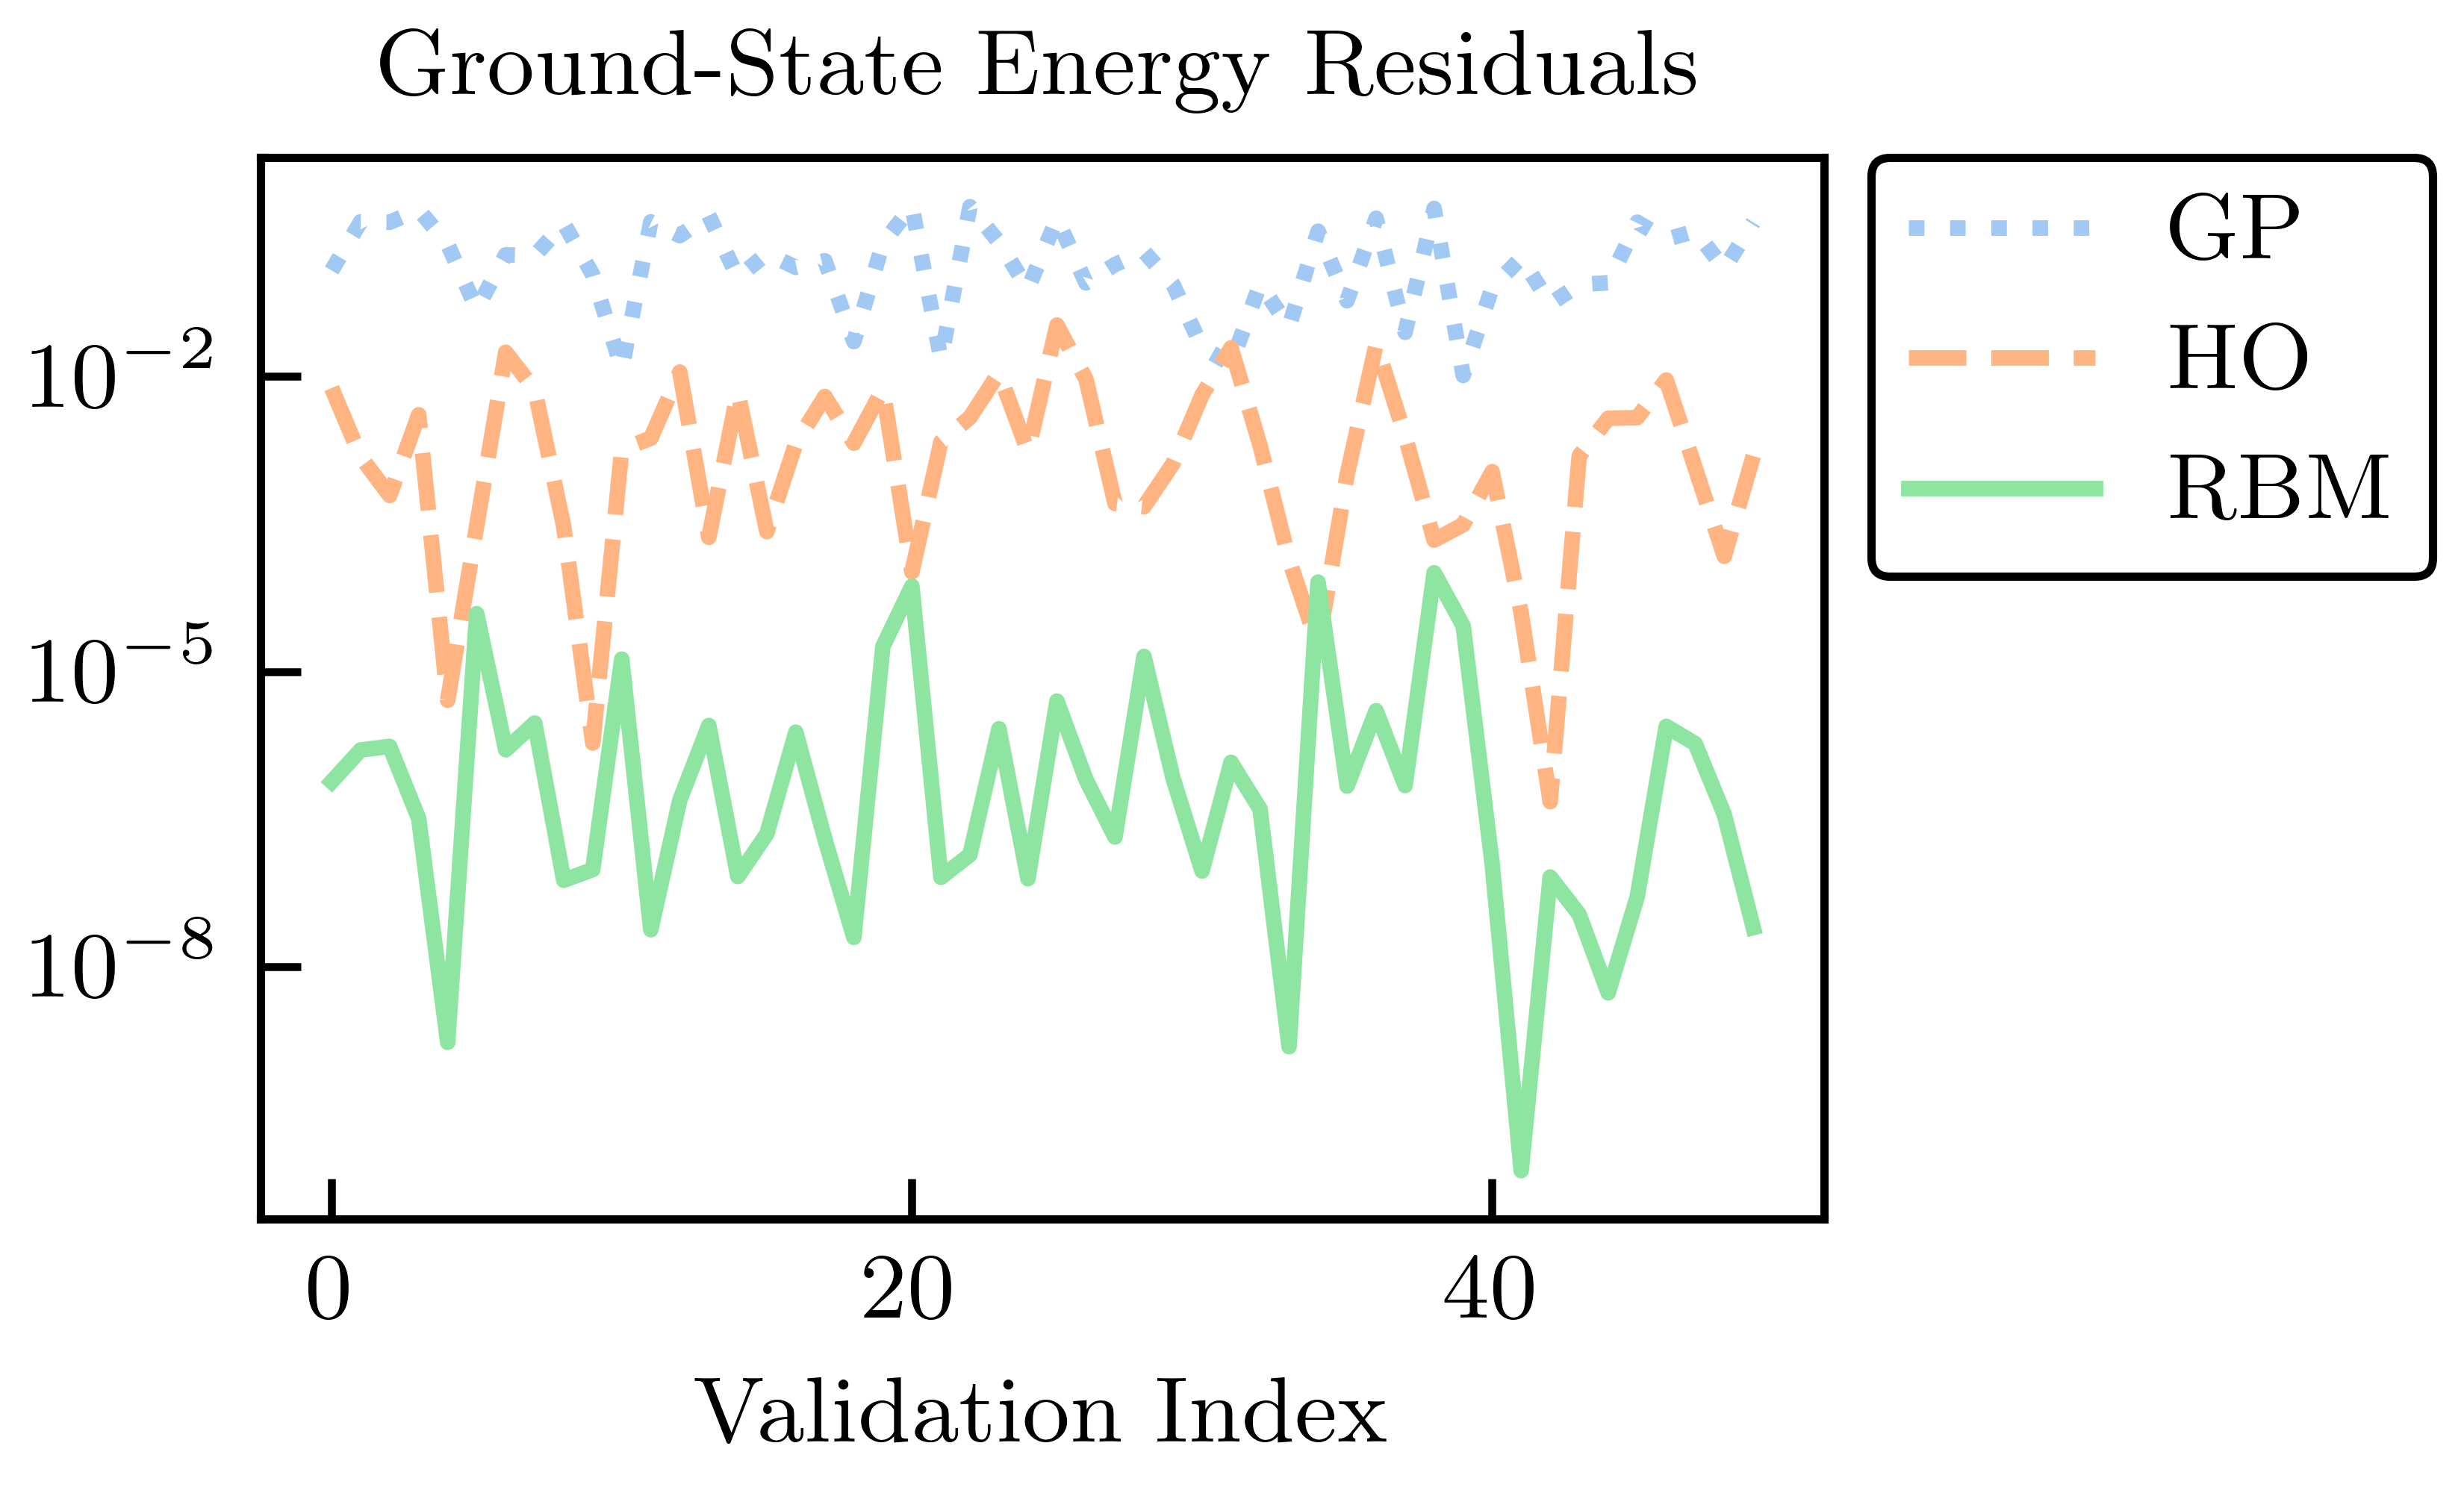 Ground-State Energy Residuals
GP
HO
RBM
10⁻²
10⁻⁵
10⁻⁸
0 20 40
Validation Index